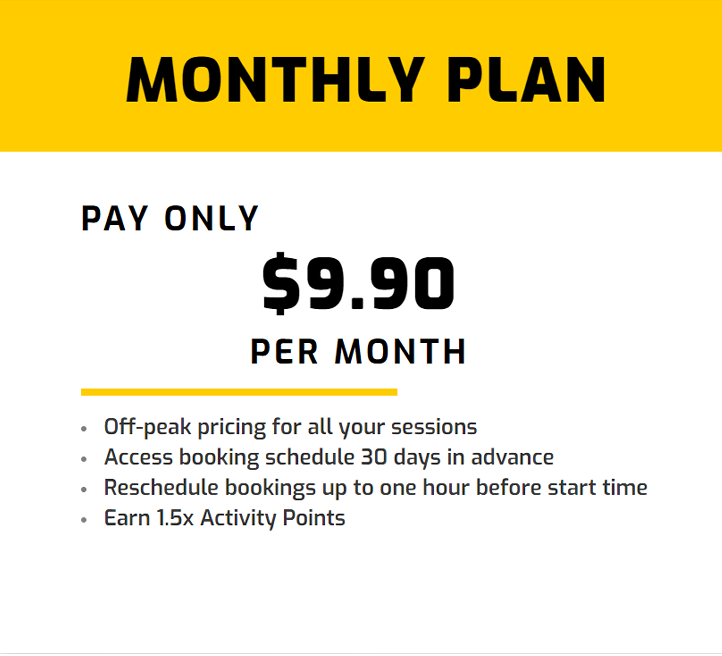 MONTHLY PLAN
PAY ONLY
$9.90
PER MONTH
• Off-peak pricing for all your sessions
• Access booking schedule 30 days in advance
• Reschedule bookings up to one hour before start time
• Earn 1.5x Activity Points